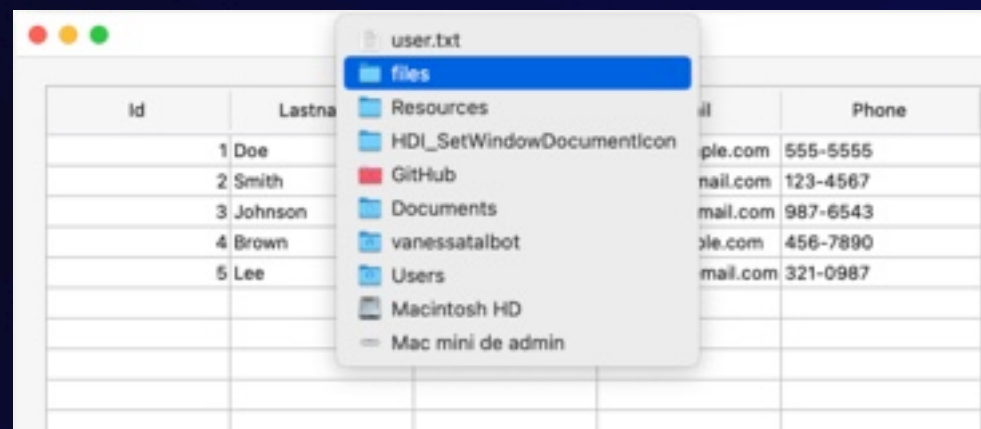 user.txt
files
Resources
HDI_SetWindowDocumentIcon
GitHub
Documents
vanessatalbot
Users
Macintosh HD
Mac mini de admin
Id Lastna il Phone
1 Doe ple.com 555-5555
2 Smith mail.com 123-4567
3 Johnson mail.com 987-6543
4 Brown ple.com 456-7890
5 Lee mail.com 321-0987